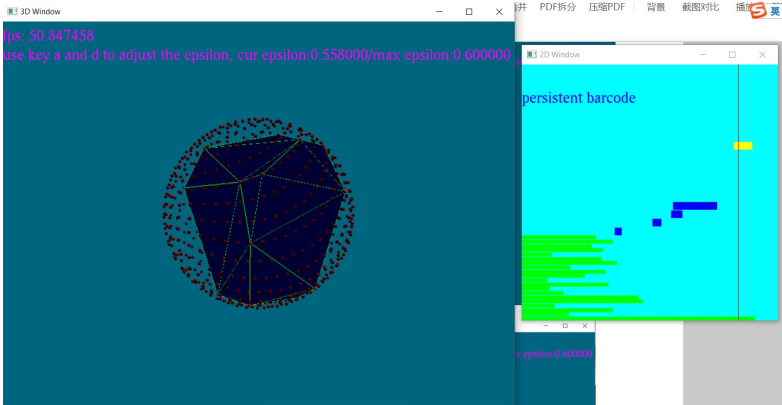 3D Window
fps: 50.847458
use key a and d to adjust the epsilon, cur epsilon:0.558000/max epsilon:0.600000
PDF拆分 压缩PDF 背景 截图对比
英
2D Window
persistent barcode
epsilon:0.600000